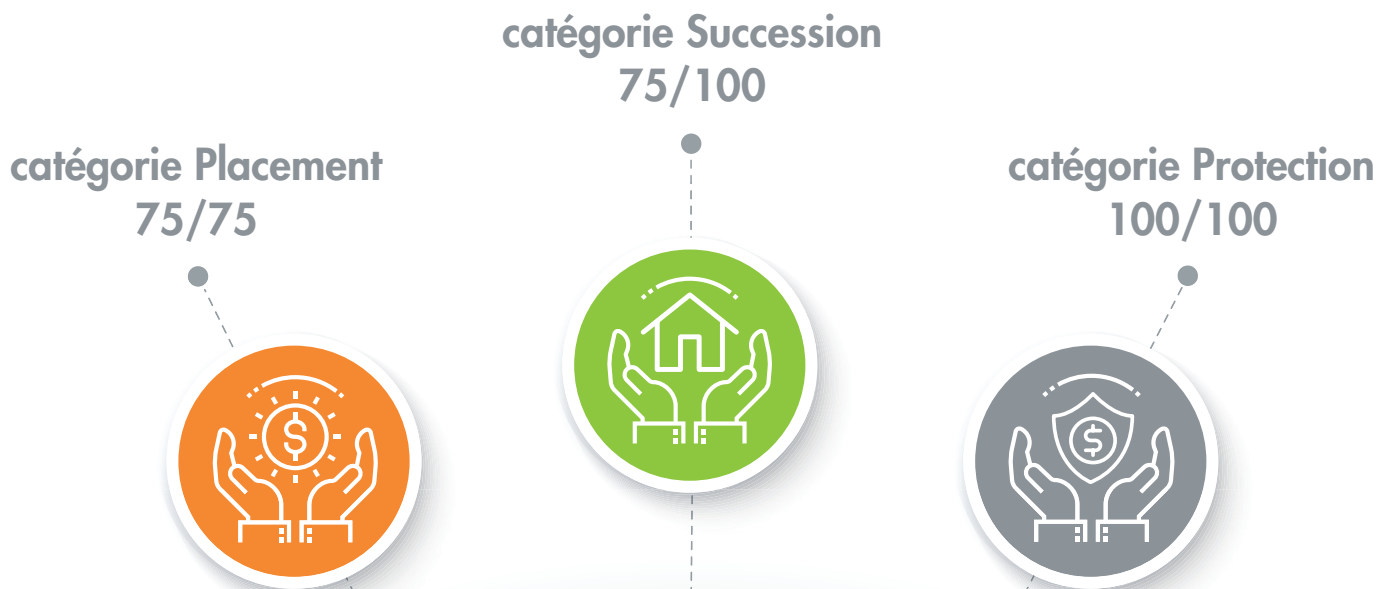 catégorie Succession
75/100
catégorie Placement
75/75
catégorie Protection
100/100